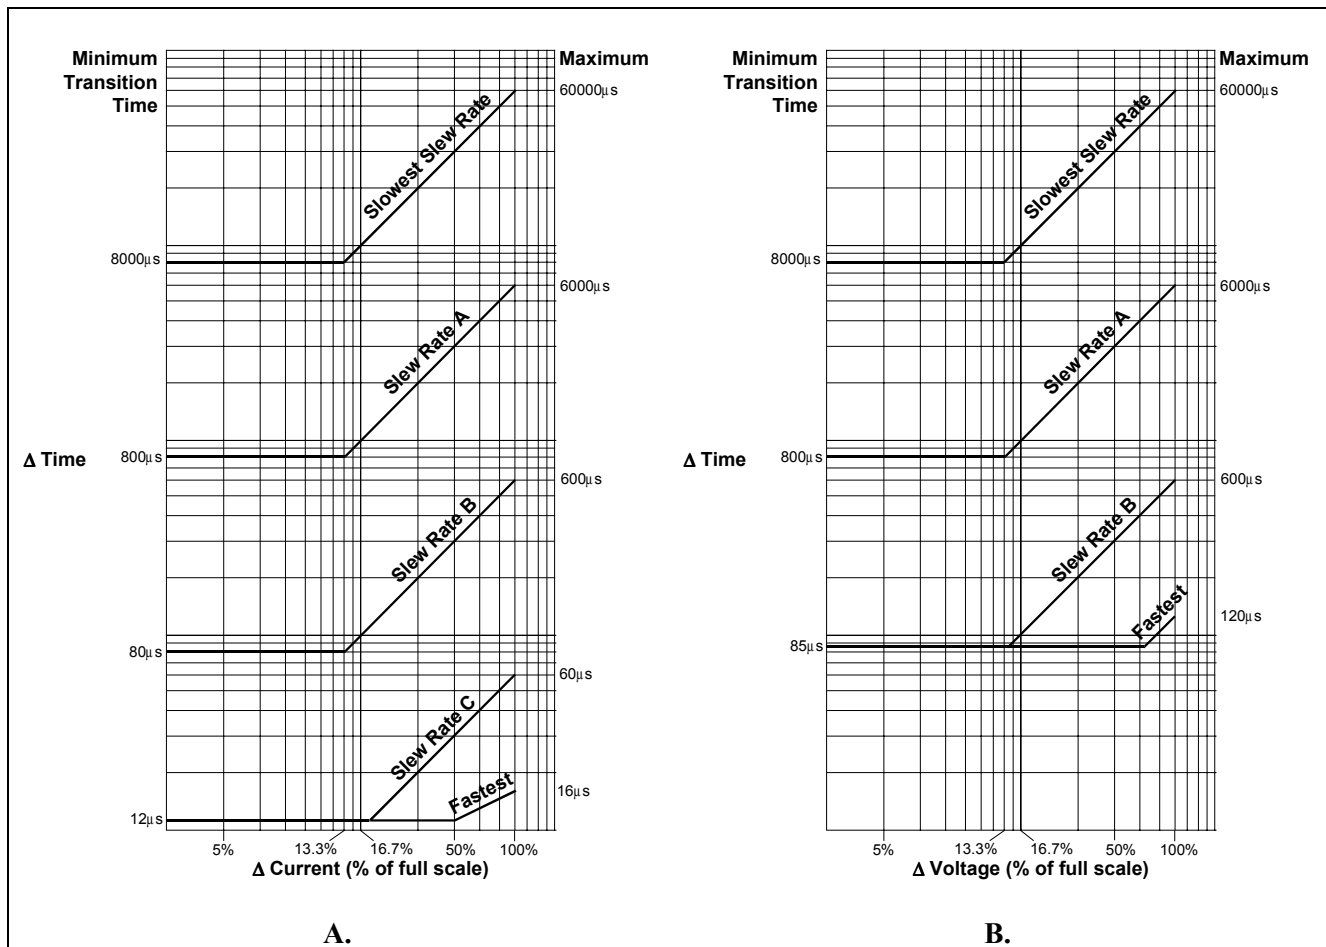 Minimum
Transition
Time
Maximum
60000µs
Slowest Slew Rate
8000µs
6000µs
Slew Rate A
Δ Time
800µs
600µs
Slew Rate B
80µs
60µs
Slew Rate C
Fastest
16µs
12µs
5%
13.3%
16.7%
50%
100%
Δ Current (% of full scale)
A.
Minimum
Transition
Time
Maximum
60000µs
Slowest Slew Rate
8000µs
6000µs
Slew Rate A
Δ Time
800µs
600µs
Slew Rate B
Fastest
120µs
85µs
5%
13.3%
16.7%
50%
100%
Δ Voltage (% of full scale)
B.